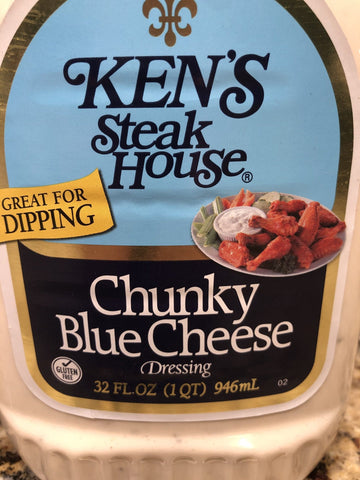 KEN'S
Steak
House®
GREAT FOR
DIPPING
Chunky
Blue Cheese
Dressing
GLUTEN
FREE
32 FL.OZ (1 QT) 946mL
02